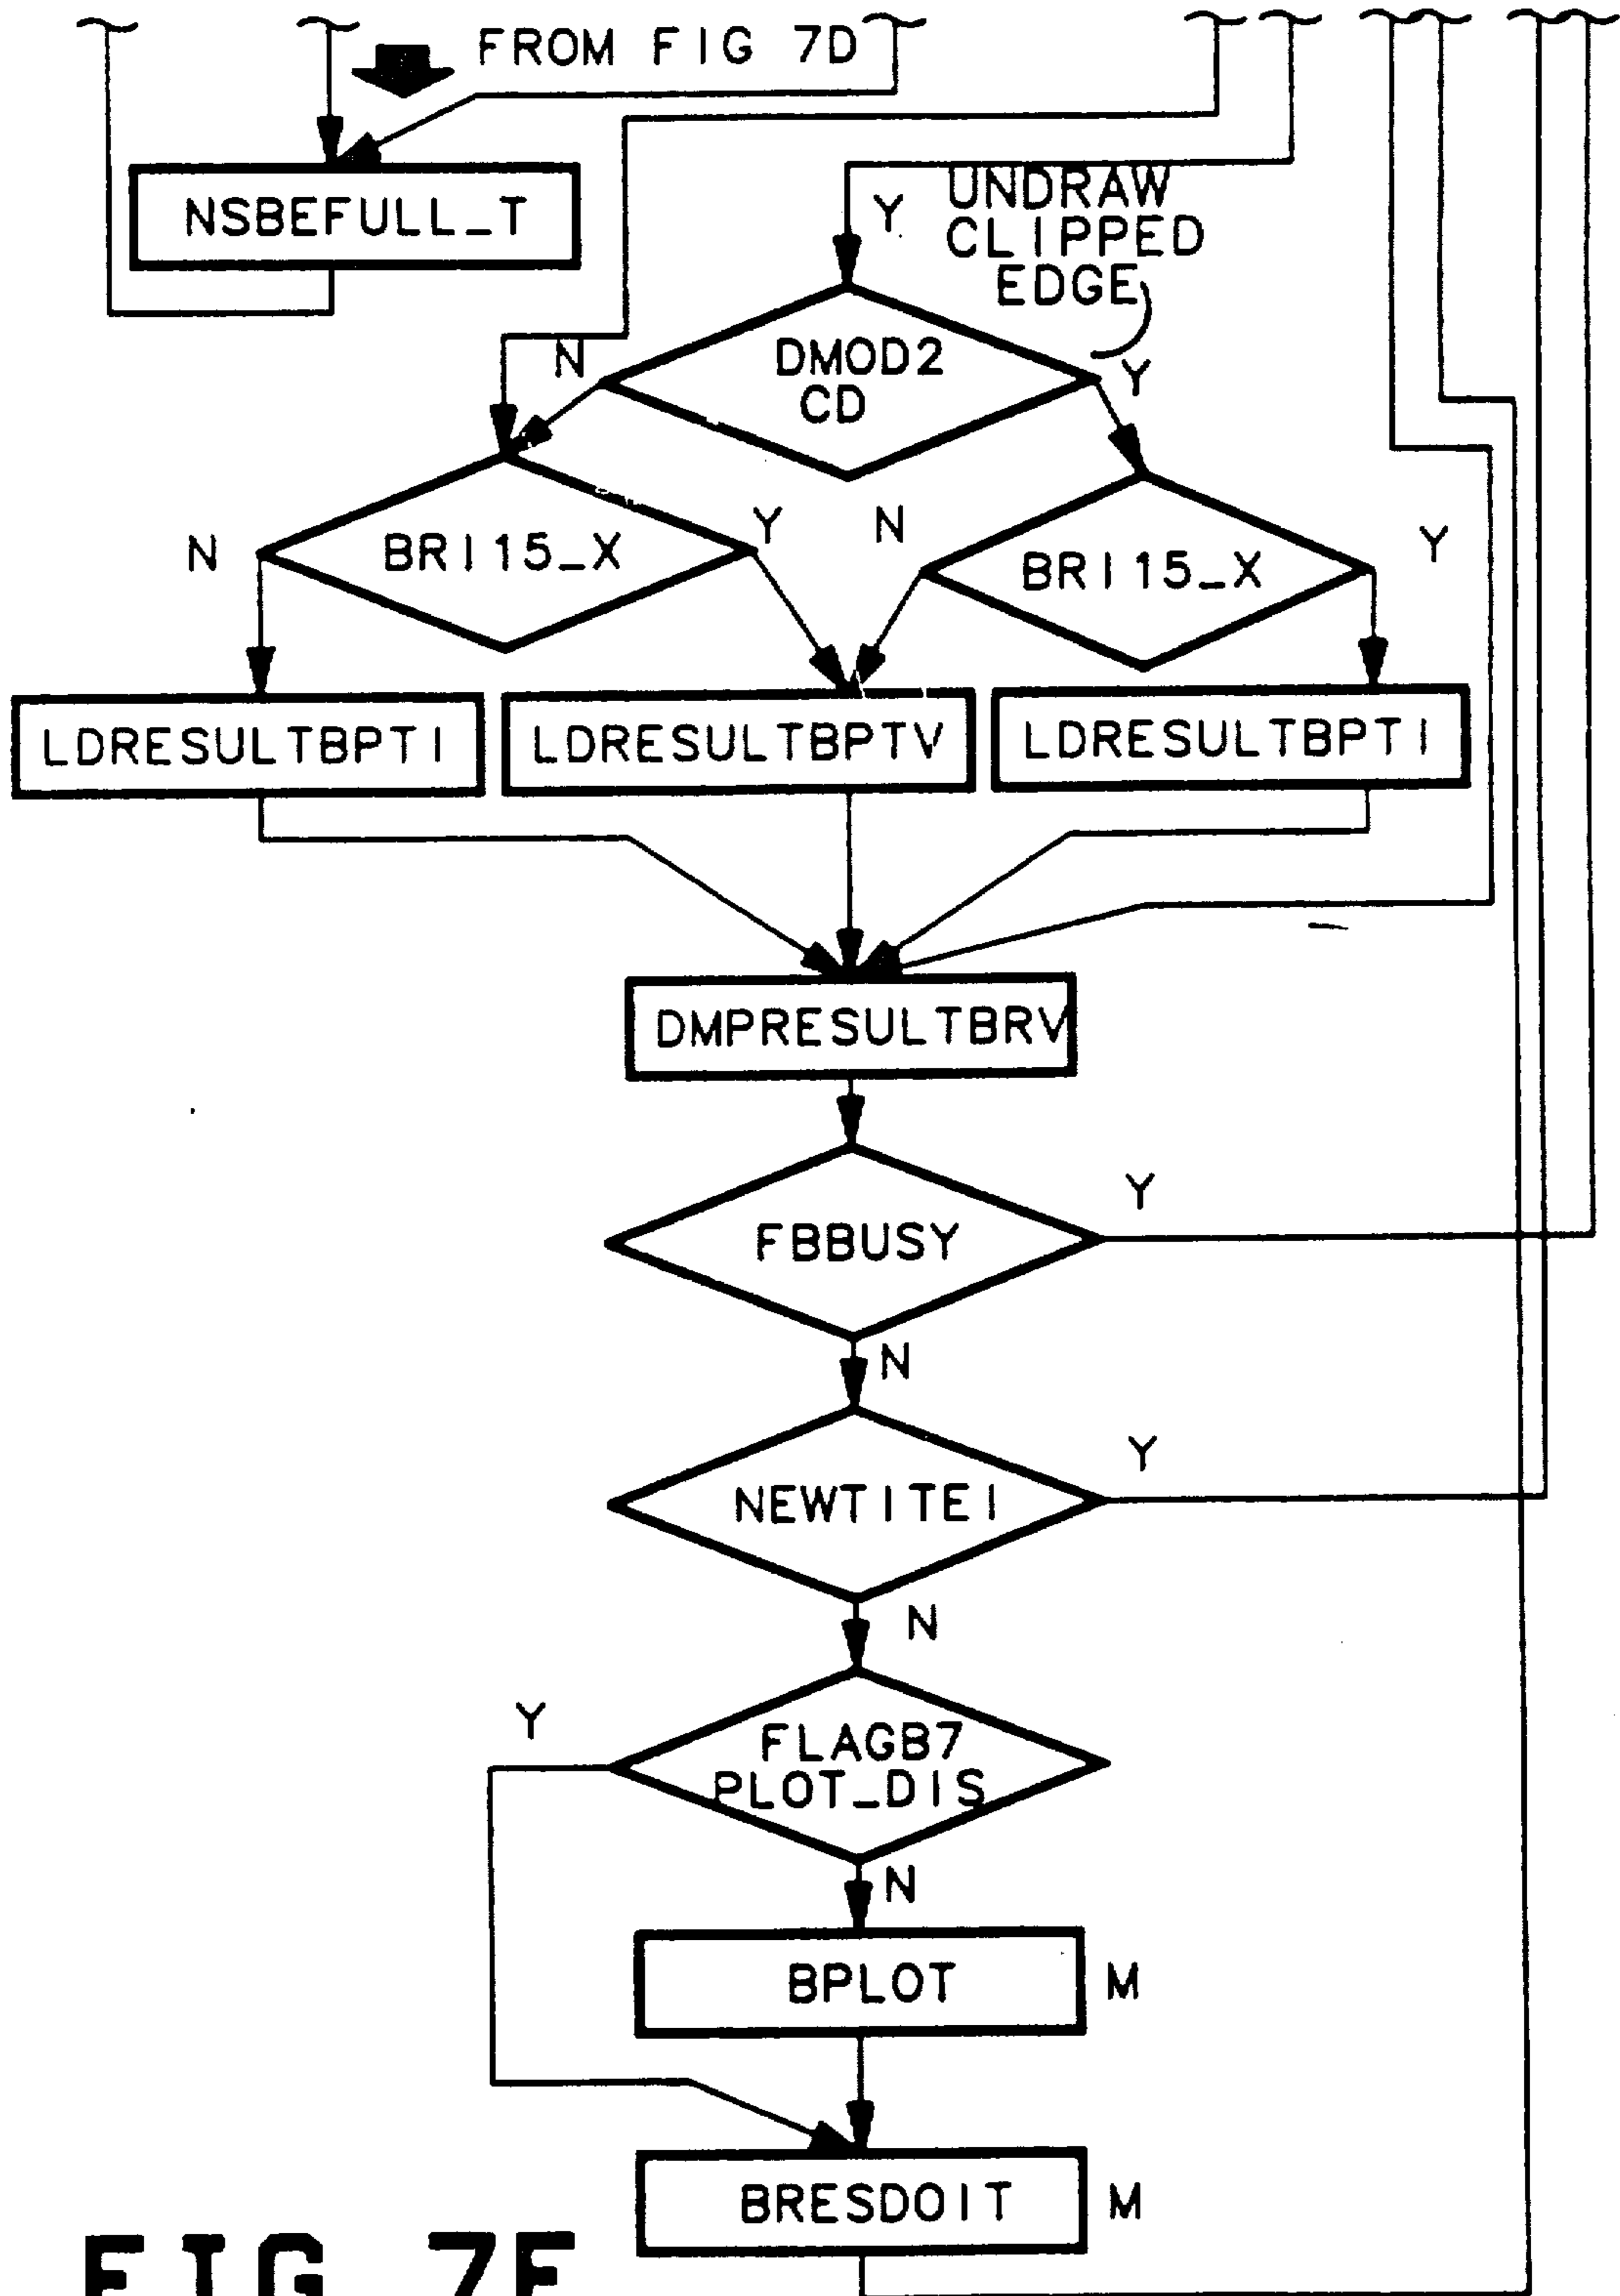 FROM FIG 7D
NSBEFULL_T
Y
UNDRAW
CLIPPED
EDGE
N
DMOD2
CD
Y
N
BRI15_X
Y
N
BRI15_X
Y
LDRESULTBPTI
LDRESULTBPTV
LDRESULTBPTI
DMPRESULTBRV
Y
FBBUSY
N
Y
NEWTITEI
N
Y
FLAGB7
PLOT_DIS
N
BPLOT
M
BRESDOIT
M